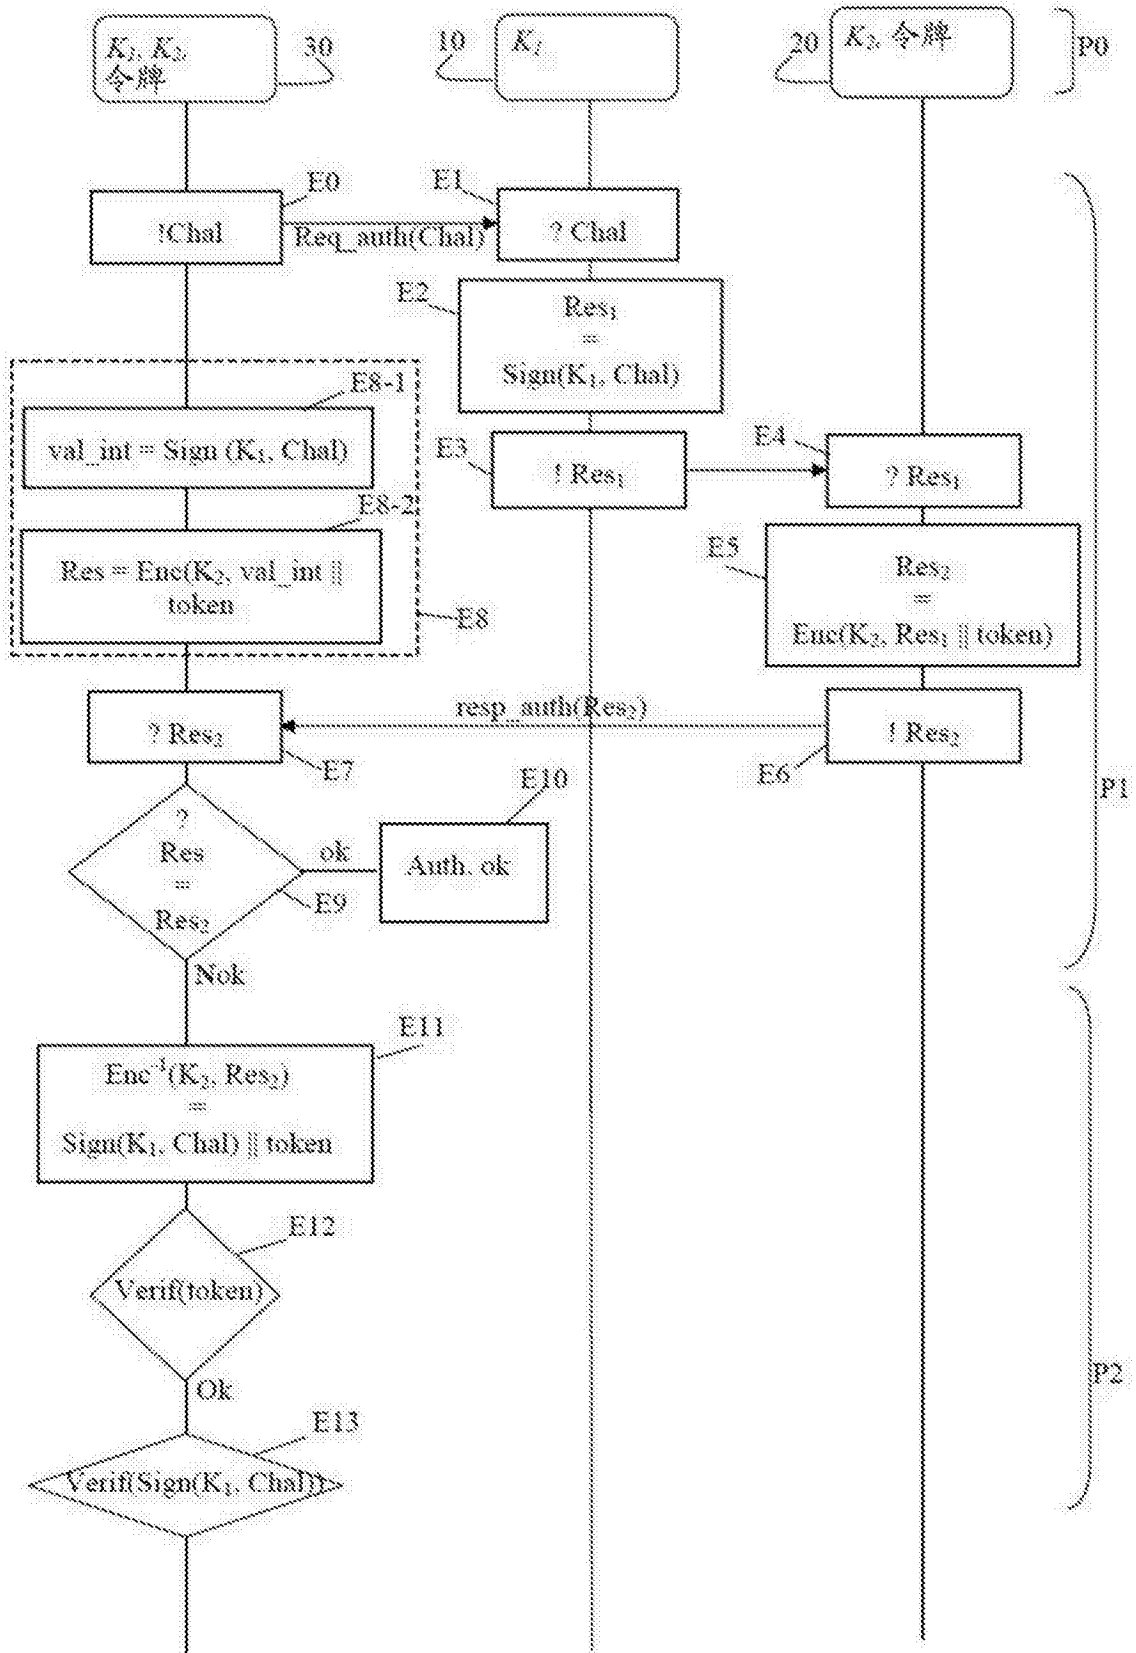 K1, K2,
令牌
30
10
K1
20
K2, 令牌
P0
E0
!Chal
Req_auth(Chal)
E1
? Chal
E2
Res1
=
Sign(K1, Chal)
E8-1
val_int = Sign (K1, Chal)
E3
! Res1
E4
? Res1
E8-2
Res = Enc(K2, val_int ||
token
E8
E5
Res2
=
Enc(K2, Res1 || token)
resp_auth(Res2)
? Res2
E7
! Res2
E6
P1
E10
?
Res
=
Res2
ok
Auth. ok
E9
Nok
E11
Enc-1(K2, Res2)
=
Sign(K1, Chal) || token
E12
Verif(token)
Ok
P2
E13
Verif(Sign(K1, Chal))